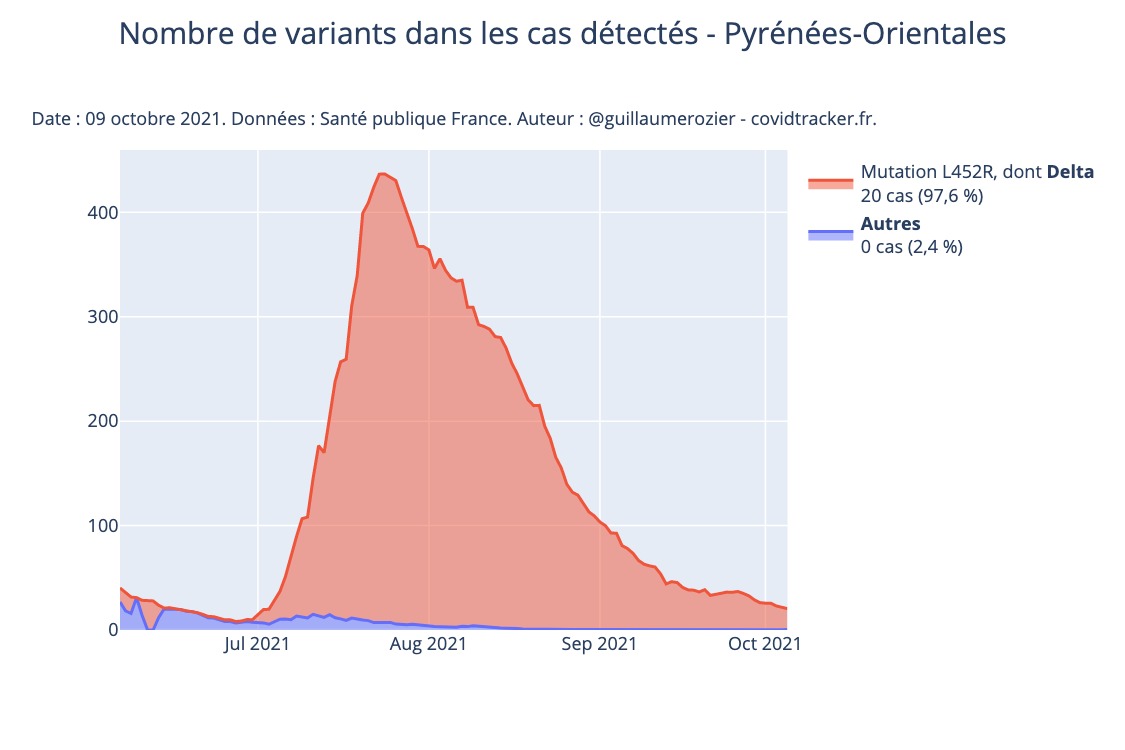 Nombre de variants dans les cas détectés - Pyrénées-Orientales
Date : 09 octobre 2021. Données : Santé publique France. Auteur : @guillaumerozier - covidtracker.fr.
Mutation L452R, dont Delta
20 cas (97,6 %)
Autres
0 cas (2,4 %)
400
300
200
100
0
Jul 2021
Aug 2021
Sep 2021
Oct 2021